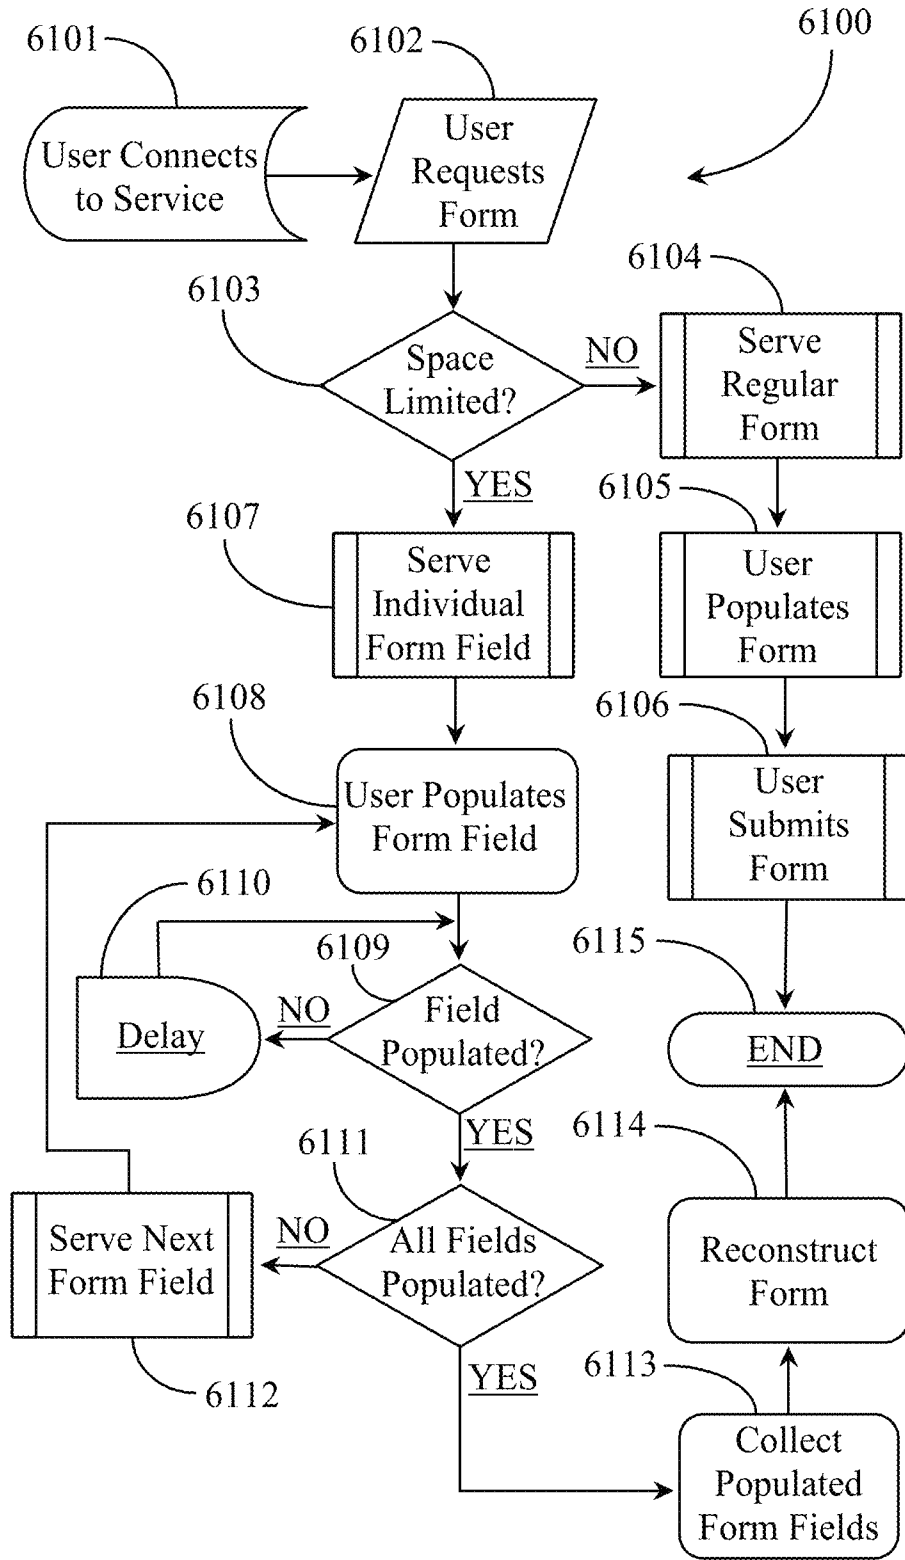 6101
6102
6100
User Connects
to Service
User
Requests
Form
6103
6104
Space
Limited?
NO
Serve
Regular
Form
YES
6105
6107
Serve
Individual
Form Field
User
Populates
Form
6108
6106
User Populates
Form Field
User
Submits
Form
6110
6109
6115
Delay
NO
Field
Populated?
END
YES
6111
6114
Serve Next
Form Field
NO
All Fields
Populated?
Reconstruct
Form
6112
YES
6113
Collect
Populated
Form Fields